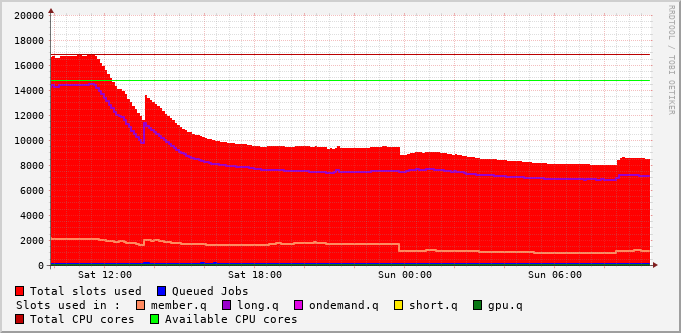 20000
18000
16000
14000
12000
10000
8000
6000
4000
2000
0
Sat 12:00 Sat 18:00 Sun 00:00 Sun 06:00
RRDTOOL / TOBI OETIKER
Total slots used Queued Jobs
Slots used in : member.q long.q ondemand.q short.q gpu.q
Total CPU cores Available CPU cores